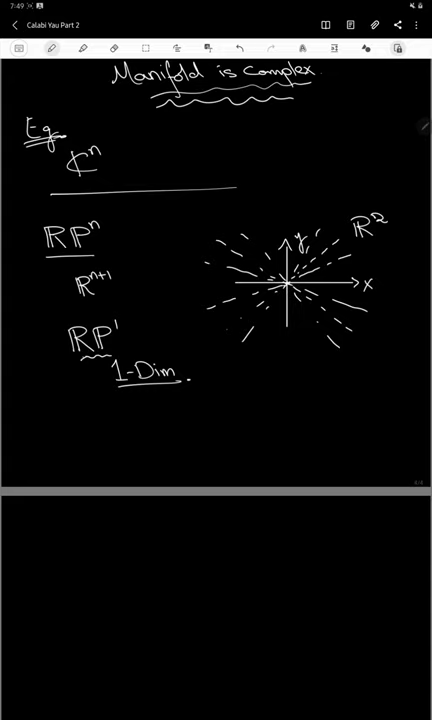 7:49
Calabi Yau Part 2
Manifold is complex.
Eg
ℂⁿ
ℝPⁿ
ℝⁿ⁺¹
ℝP¹
1-Dim.
y
ℝ²
x